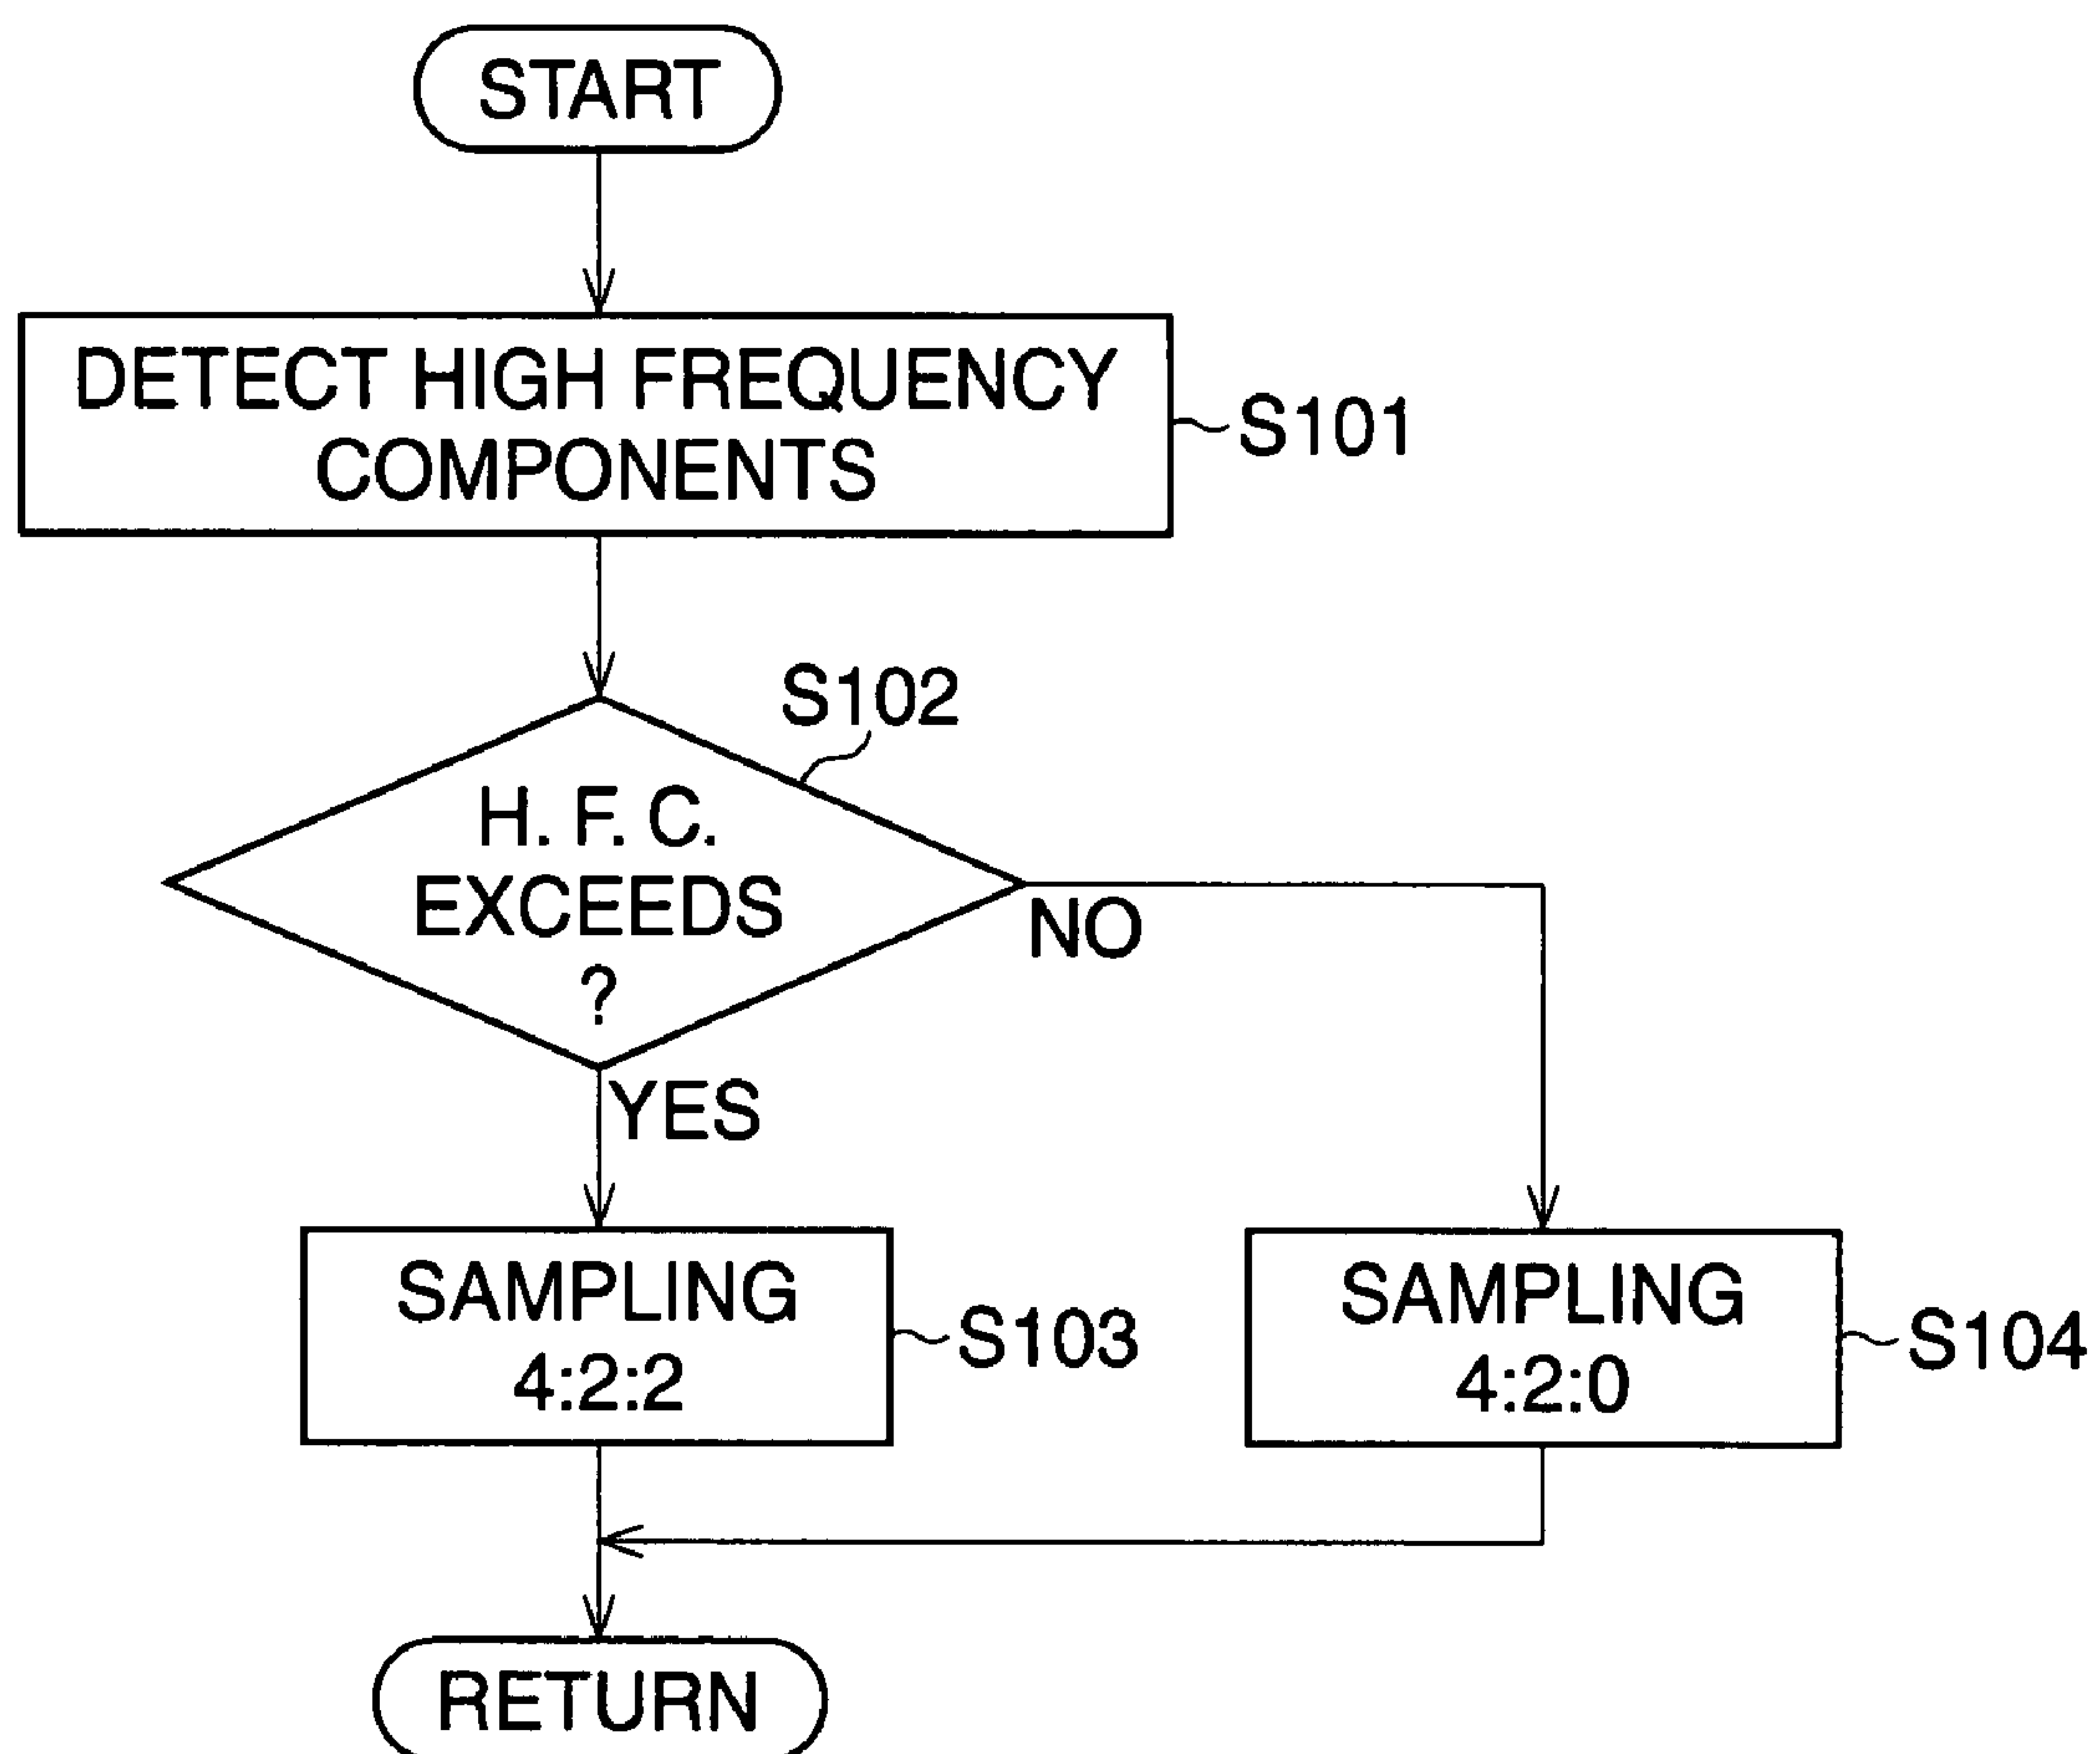 START
DETECT HIGH FREQUENCY
COMPONENTS
S101
S102
H. F. C.
EXCEEDS
?
NO
YES
SAMPLING
4:2:2
S103
SAMPLING
4:2:0
S104
RETURN